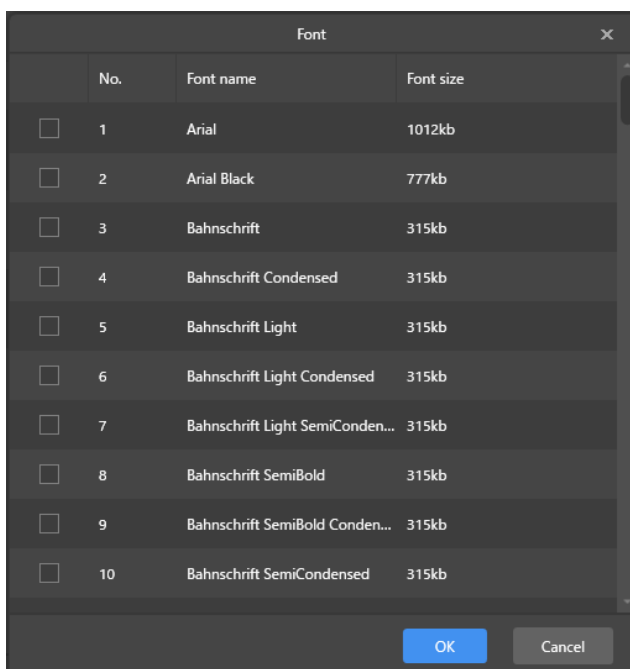 Font
No. Font name Font size
1 Arial 1012kb
2 Arial Black 777kb
3 Bahnschrift 315kb
4 Bahnschrift Condensed 315kb
5 Bahnschrift Light 315kb
6 Bahnschrift Light Condensed 315kb
7 Bahnschrift Light SemiConden... 315kb
8 Bahnschrift SemiBold 315kb
9 Bahnschrift SemiBold Conden... 315kb
10 Bahnschrift SemiCondensed 315kb
OK Cancel